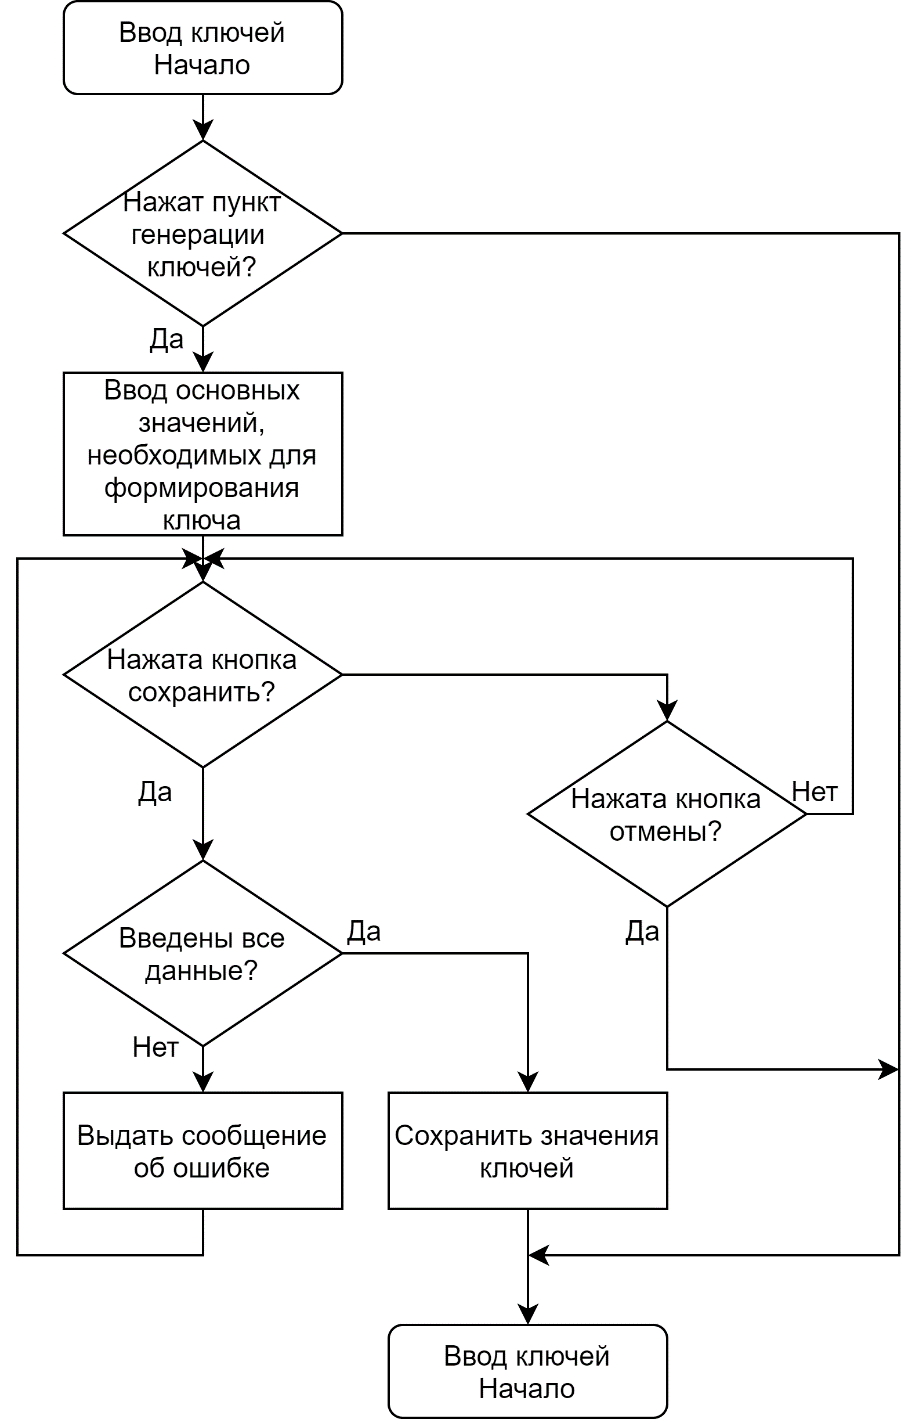 Ввод ключей
Начало
Нажат пункт
генерации
ключей?
Да
Ввод основных
значений,
необходимых для
формирования
ключа
Нажата кнопка
сохранить?
Да
Нажата кнопка
отмены?
Нет
Да
Введены все
данные?
Да
Нет
Выдать сообщение
об ошибке
Сохранить значения
ключей
Ввод ключей
Начало